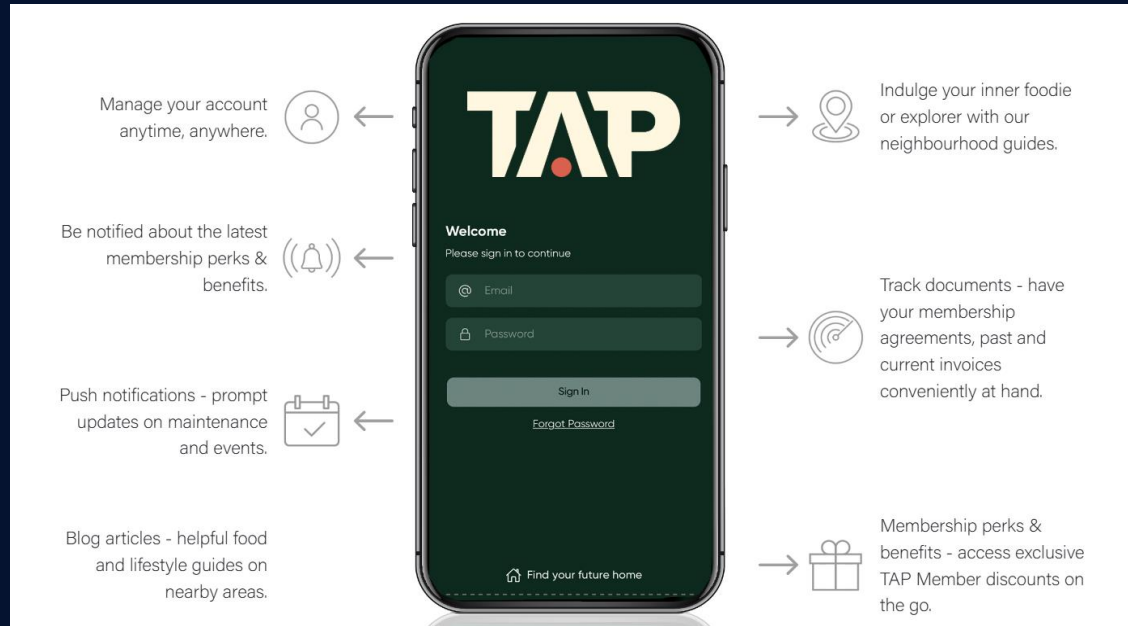 Manage your account
anytime, anywhere.
Be notified about the latest
membership perks &
benefits.
Push notifications - prompt
updates on maintenance
and events.
Blog articles - helpful food
and lifestyle guides on
nearby areas.
TAP
Welcome
Please sign in to continue
@ Email
Password
Sign In
Forgot Password
Find your future home
Indulge your inner foodie
or explorer with our
neighbourhood guides.
Track documents - have
your membership
agreements, past and
current invoices
conveniently at hand.
Membership perks &
benefits - access exclusive
TAP Member discounts on
the go.